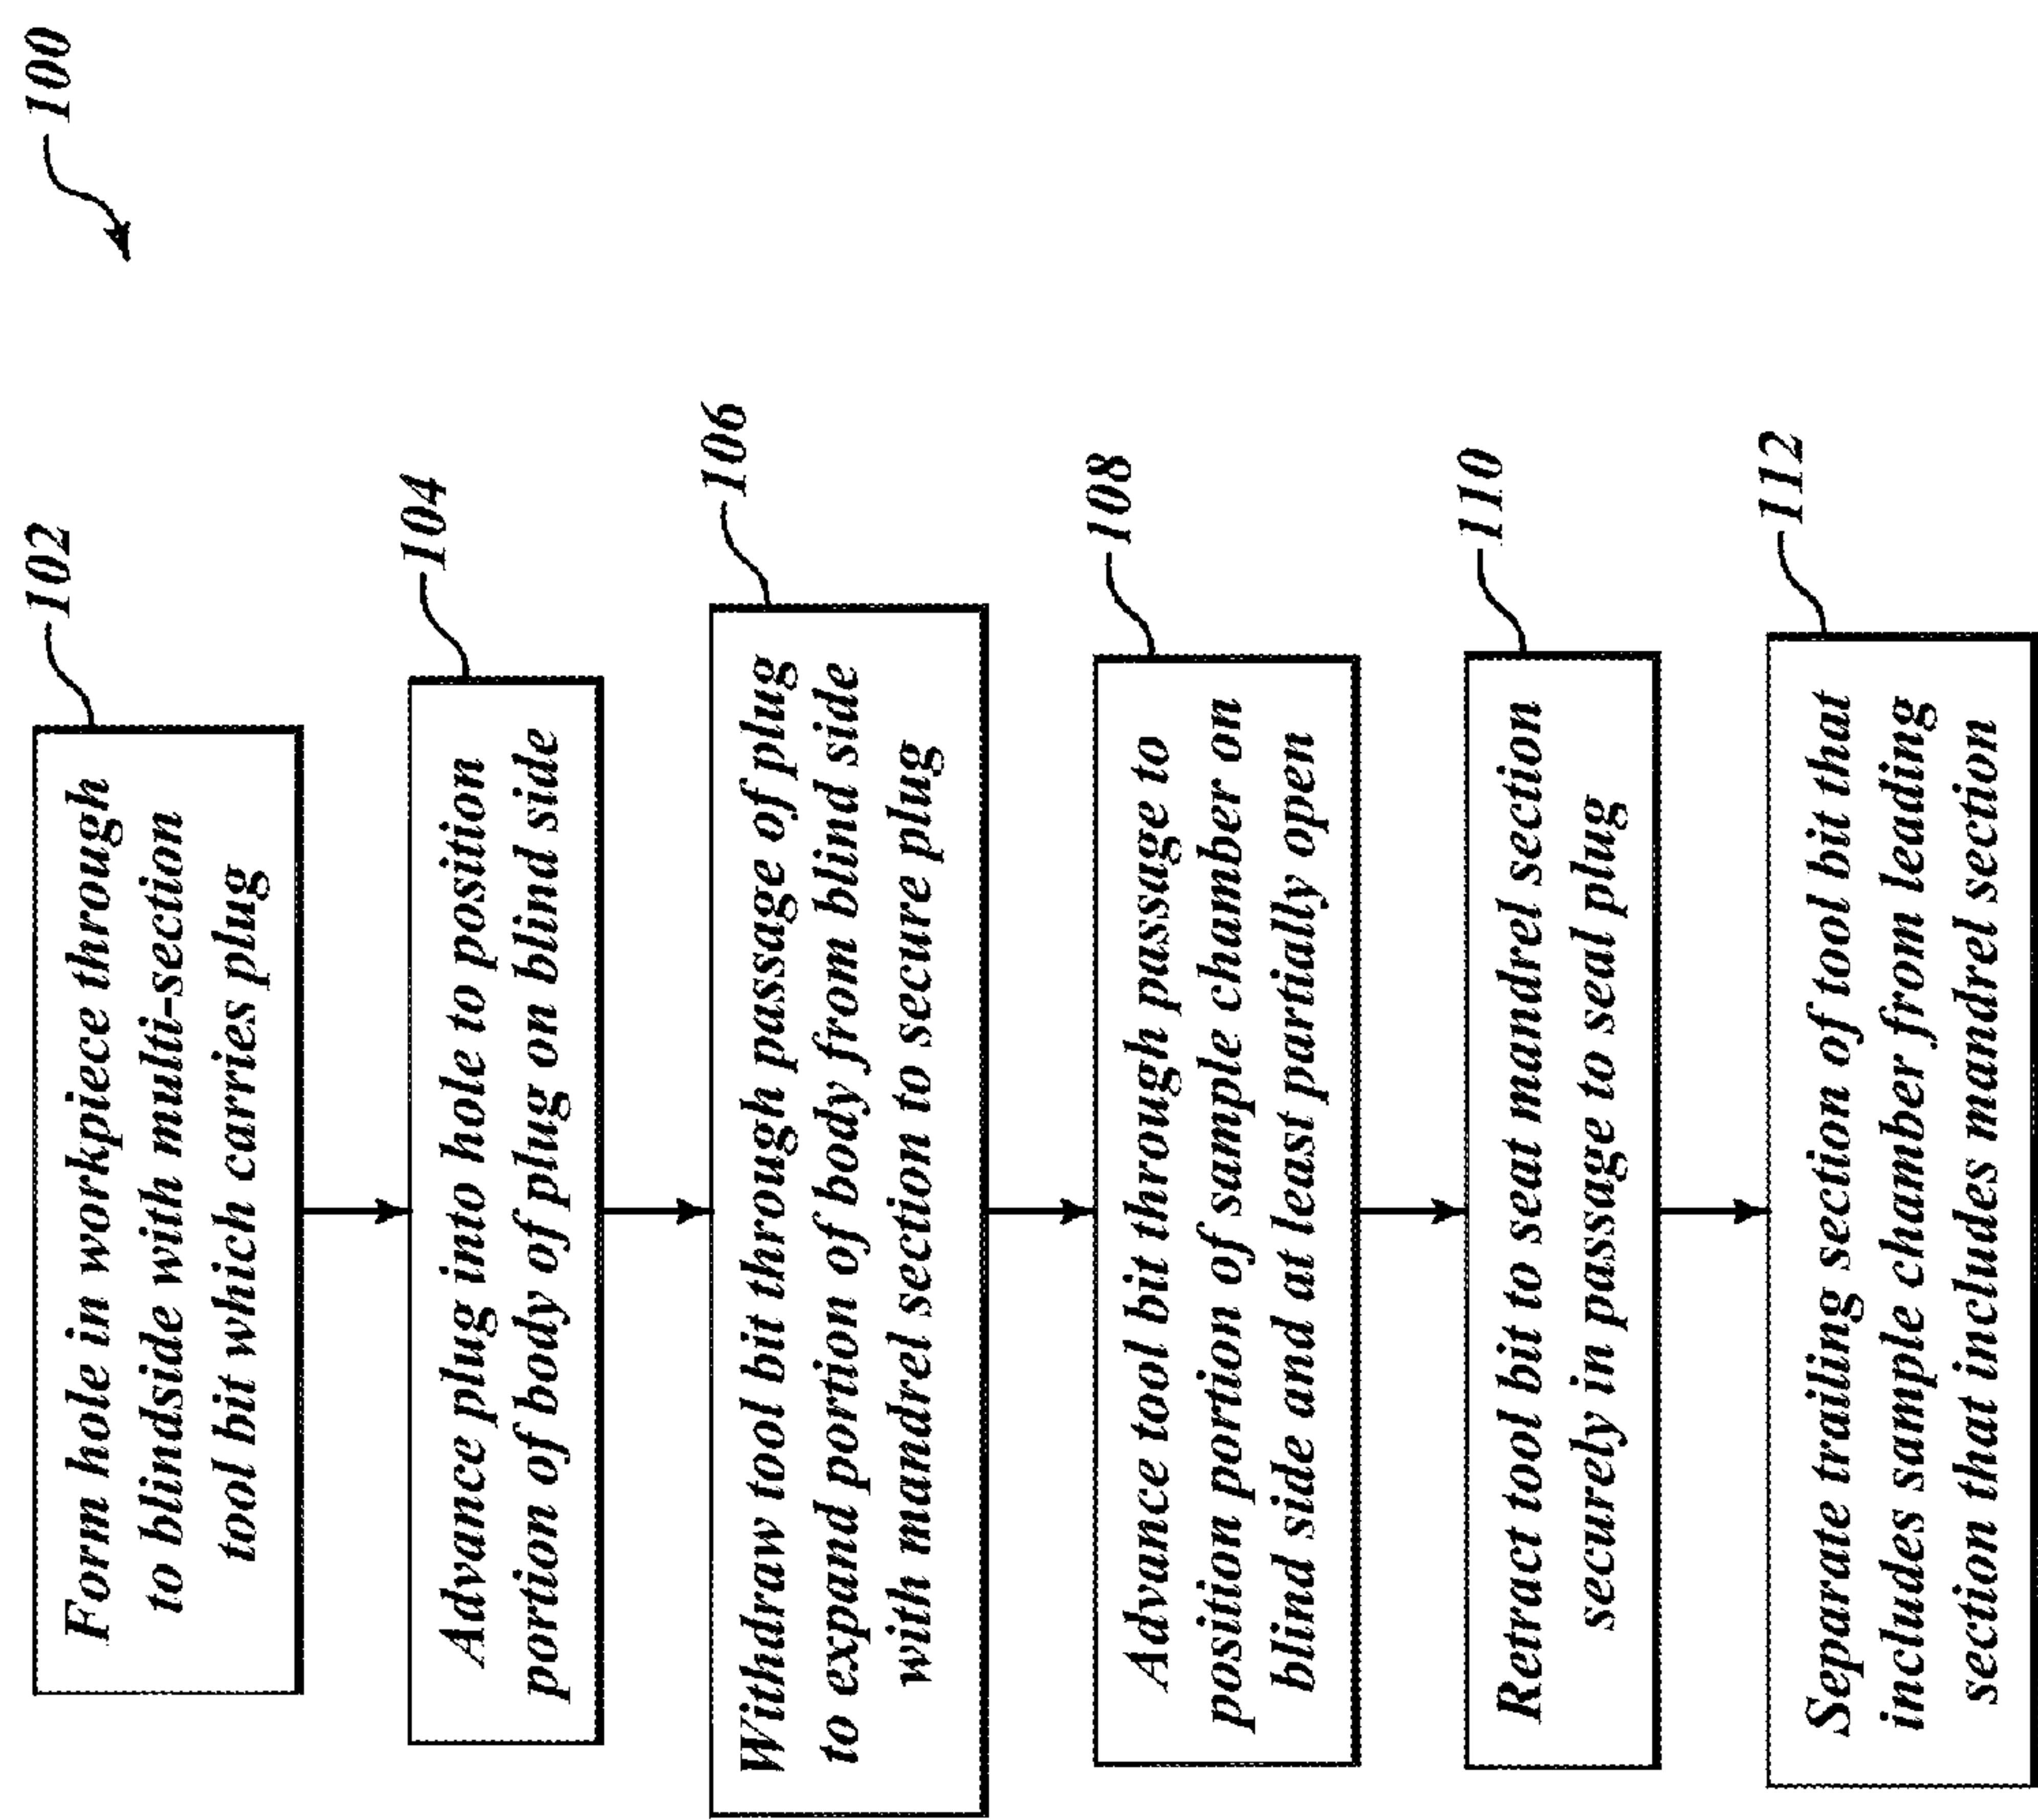 100
102
Form hole in workpiece through
to blindside with multi-section
tool bit which carries plug
104
Advance plug into hole to position
portion of body of plug on blind side
106
Withdraw tool bit through passage of plug
to expand portion of body from blind side
with mandrel section to secure plug
108
Advance tool bit through passage to
position portion of sample chamber on
blind side and at least partially open
110
Retract tool bit to seat mandrel section
securely in passage to seal plug
112
Separate trailing section of tool bit that
includes sample chamber from leading
section that includes mandrel section